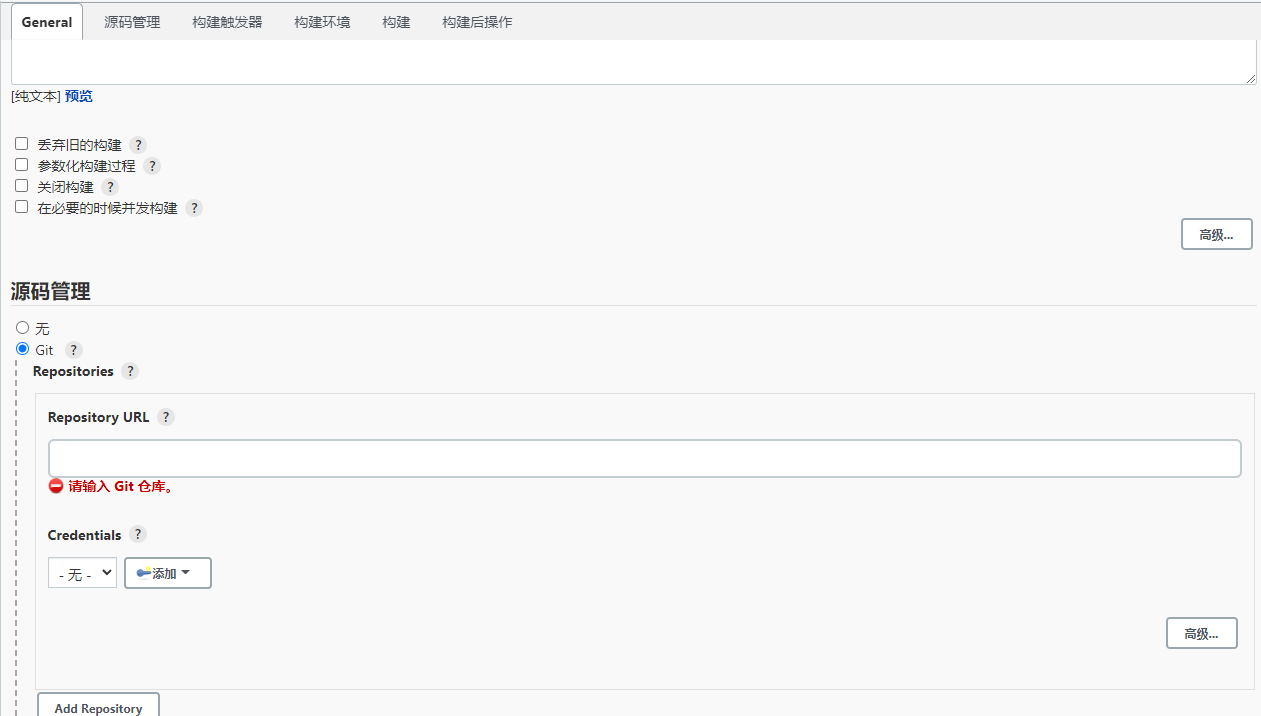 General 源码管理 构建触发器 构建环境 构建 构建后操作
[纯文本] 预览
丢弃旧的构建 ?
参数化构建过程 ?
关闭构建 ?
在必要的时候并发构建 ?
高级...
源码管理
无
Git ?
Repositories ?
Repository URL ?
请输入 Git 仓库。
Credentials ?
- 无 - 添加
高级...
Add Repository